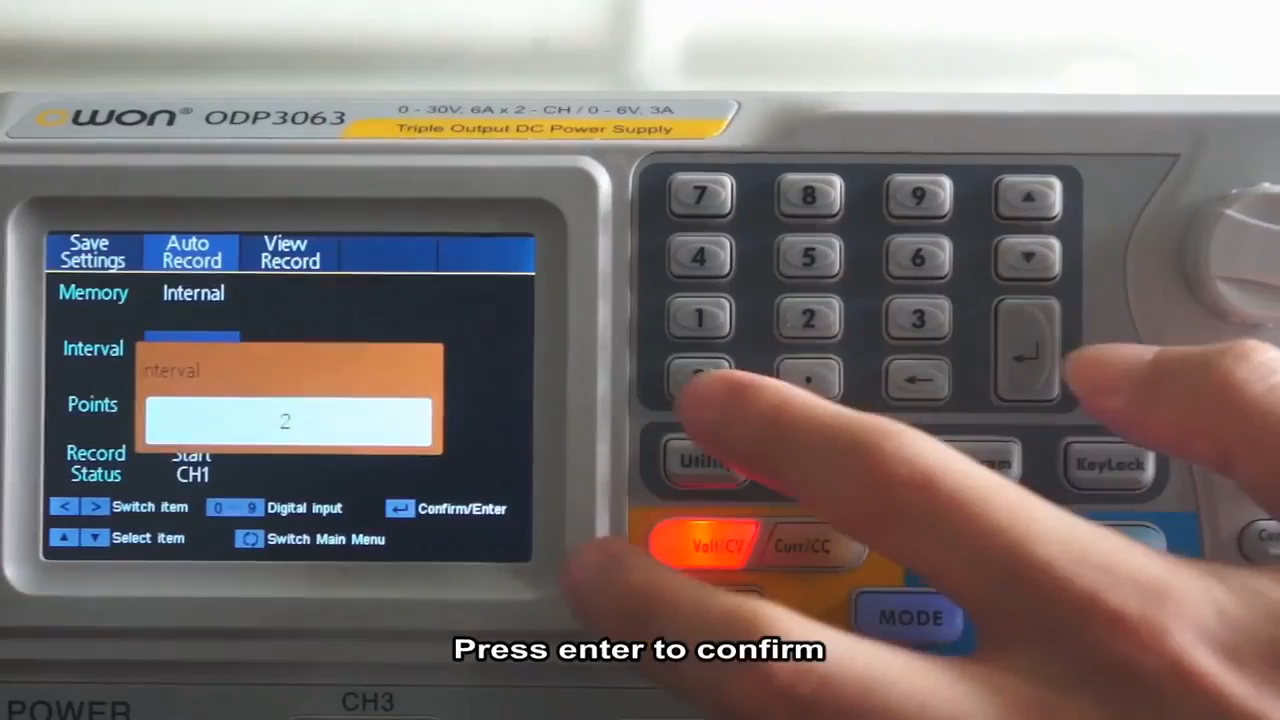 OWON® ODP3063
0 - 30V, 6A x 2 - CH / 0 - 6V, 3A
Triple Output DC Power Supply
Save Settings
Auto Record
View Record
Memory Internal
Interval
Interval
2
Points
Record Status
Start
CH1
< > Switch item 0 - 9 Digital input ↵ Confirm/Enter
▲ ▼ Select item Switch Main Menu
7 8 9 ▲
4 5 6 ▼
1 2 3 ↵
. ←
KeyLock
Volt/CV Curr/CC
MODE
Press enter to confirm
POWER CH3